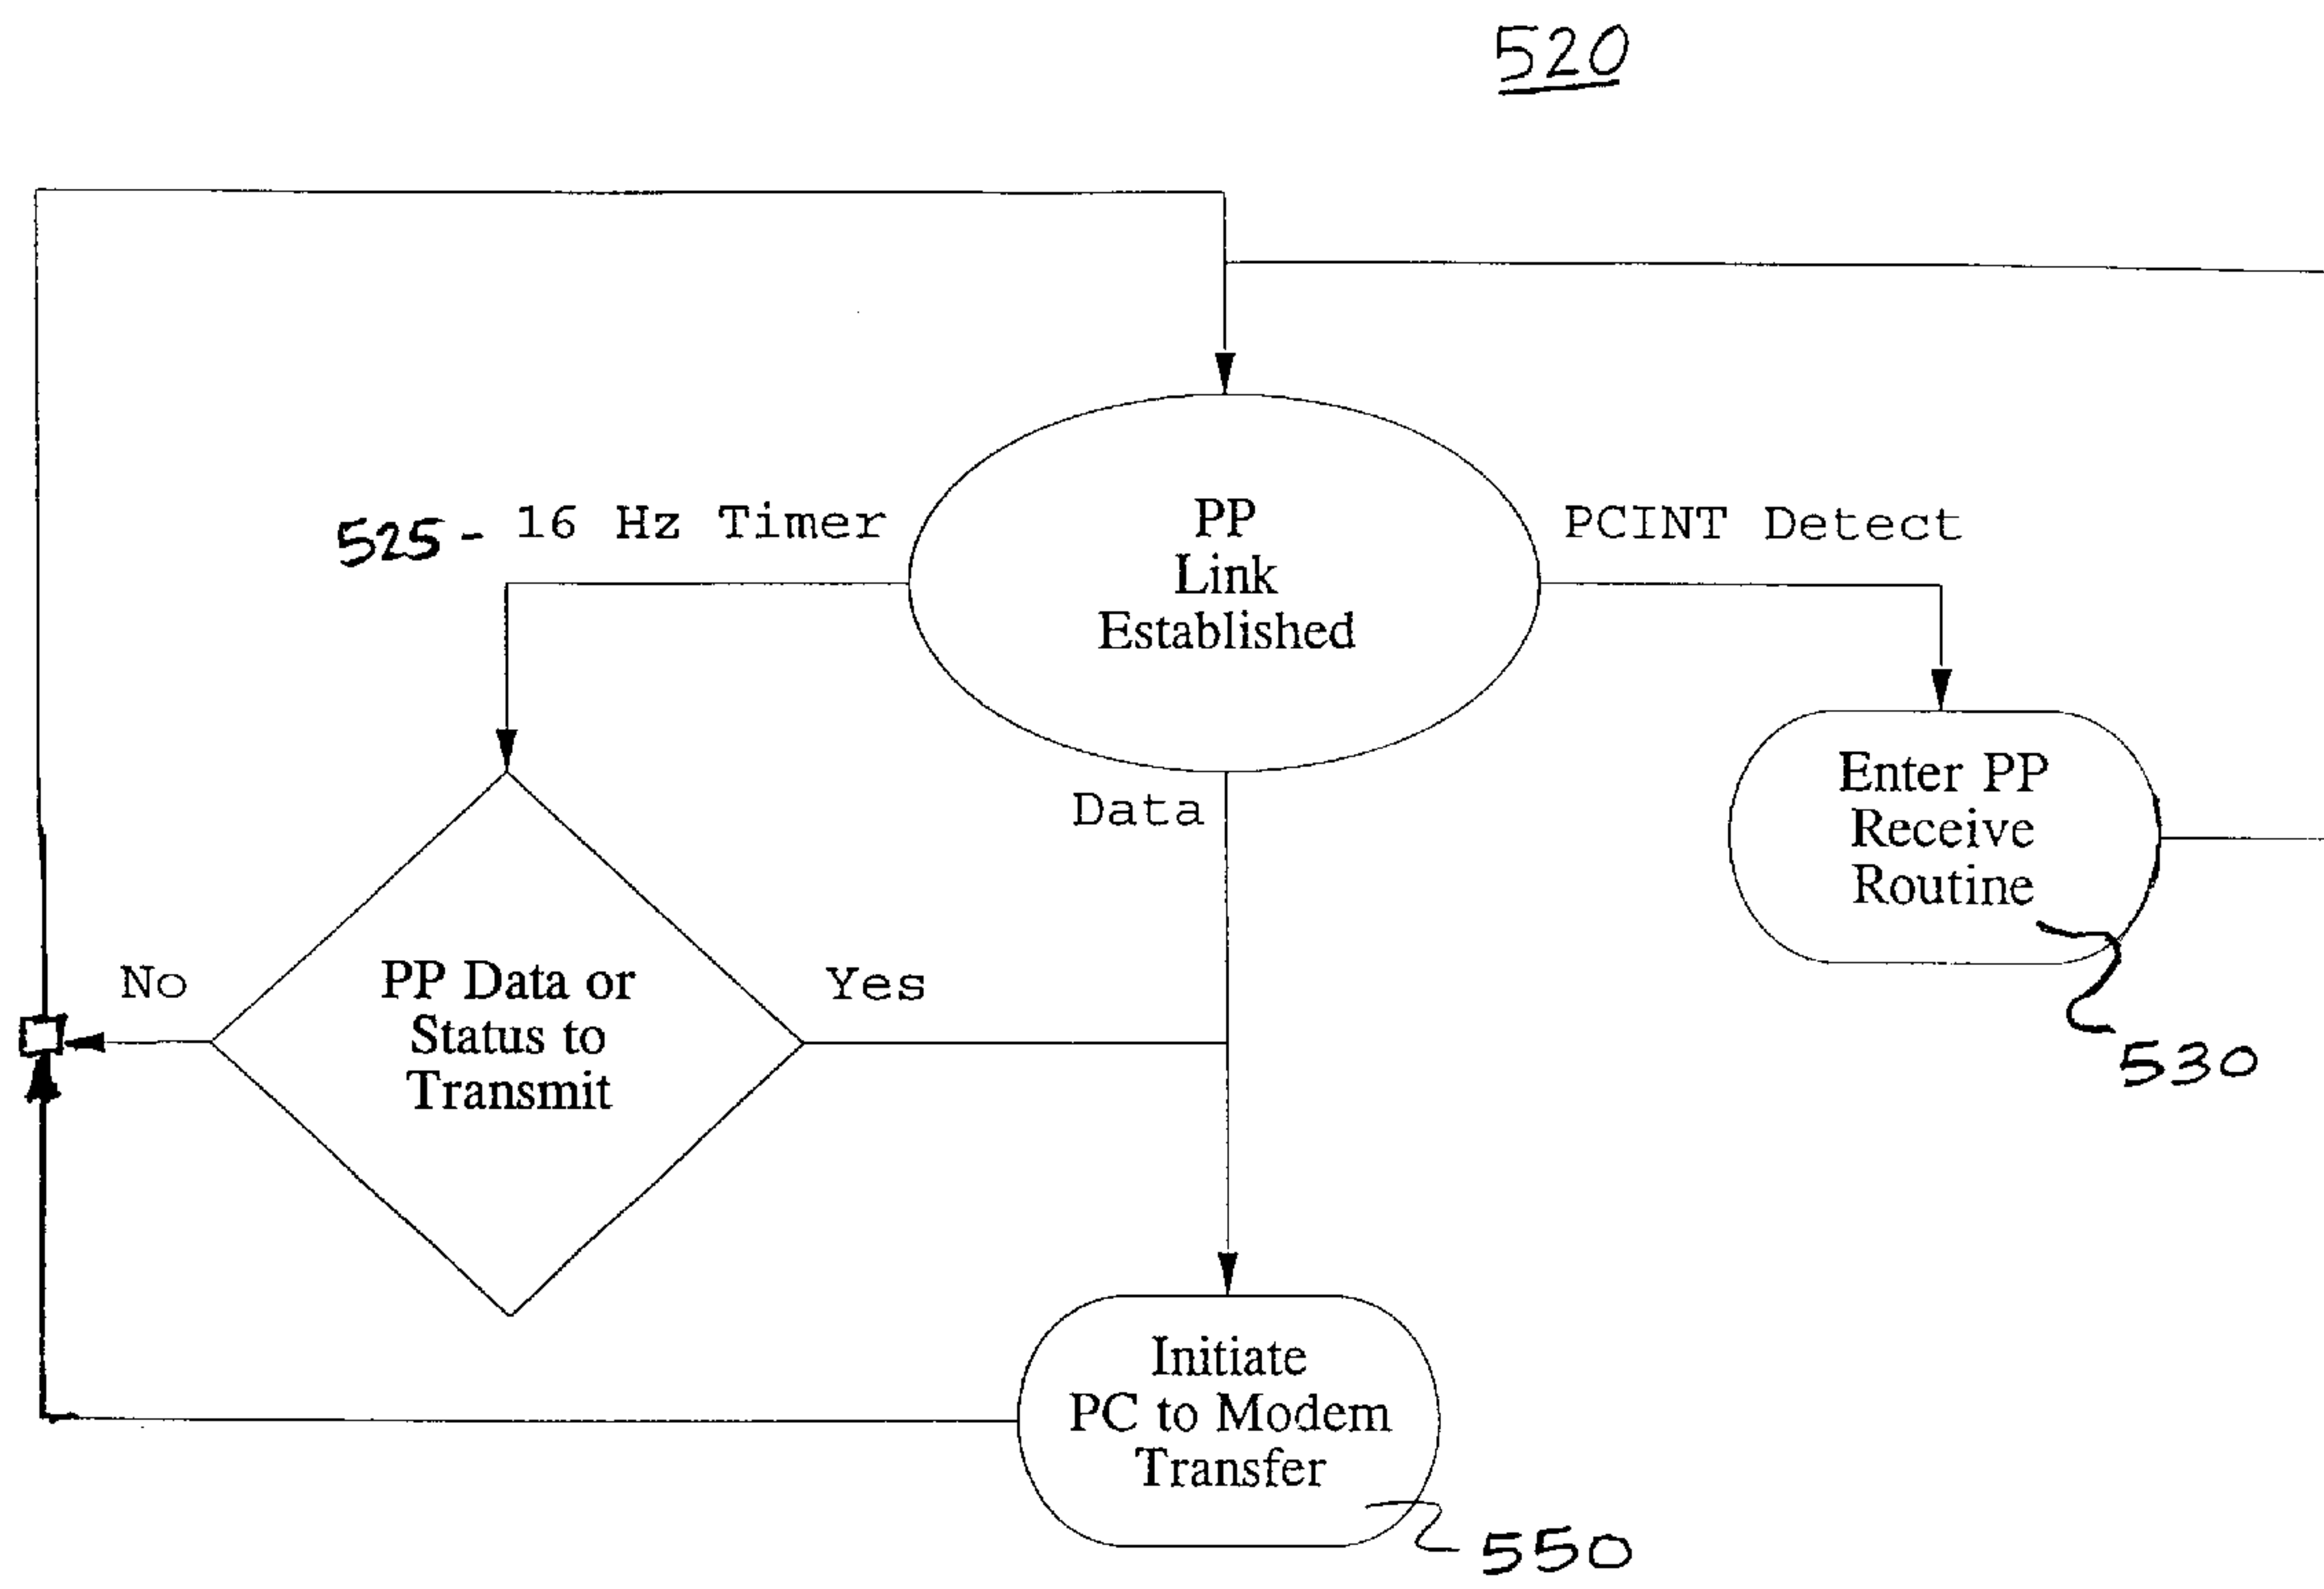 520
525 - 16 Hz Timer
PP
Link
Established
PCINT Detect
Data
Enter PP
Receive
Routine
530
No
PP Data or
Status to
Transmit
Yes
Initiate
PC to Modem
Transfer
550